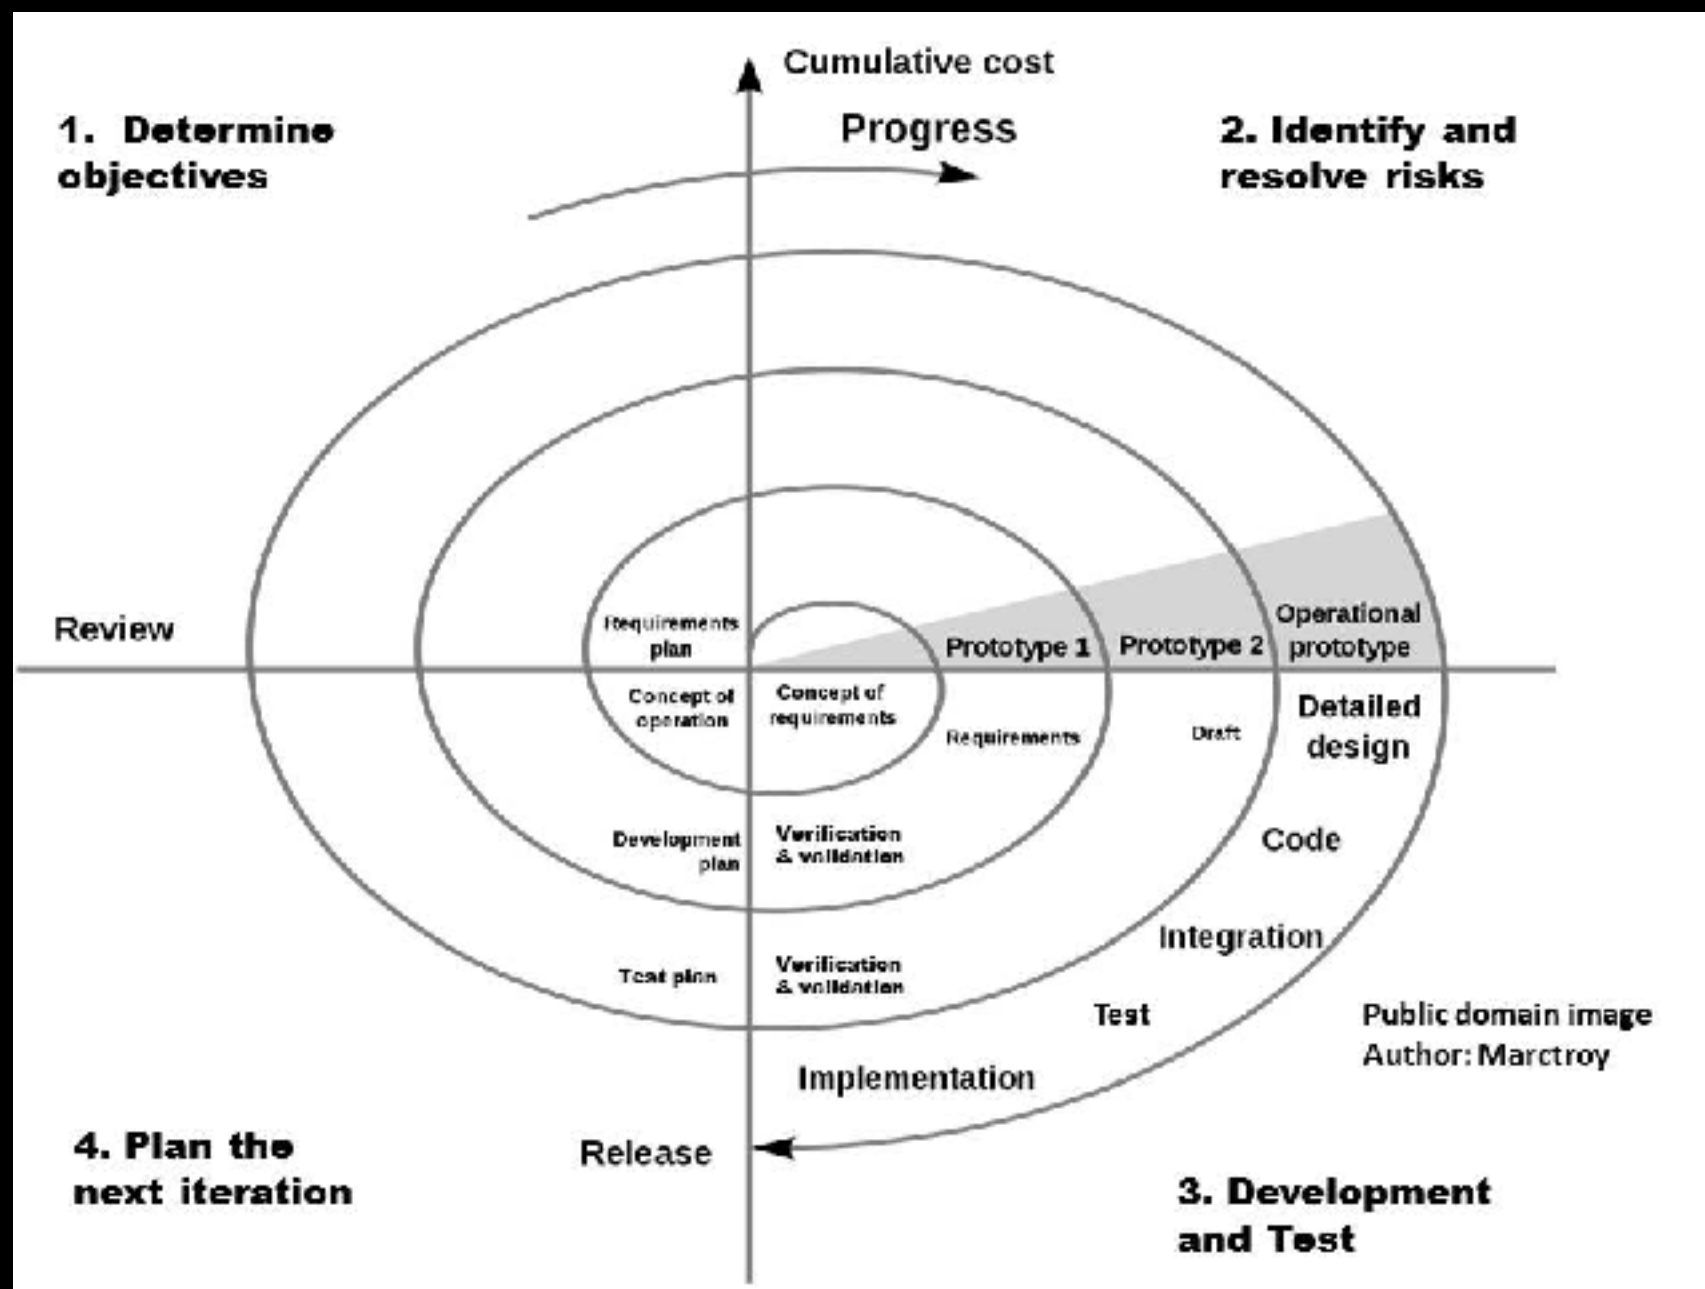 Cumulative cost
Progress
1. Determine
objectives
2. Identify and
resolve risks
Review
Requirements
plan
Prototype 1
Prototype 2
Operational
prototype
Concept of
operation
Concept of
requirements
Requirements
Draft
Detailed
design
Development
plan
Verification
& validation
Code
Integration
Test plan
Verification
& validation
Test
Implementation
Public domain image
Author: Marctroy
4. Plan the
next iteration
Release
3. Development
and Test